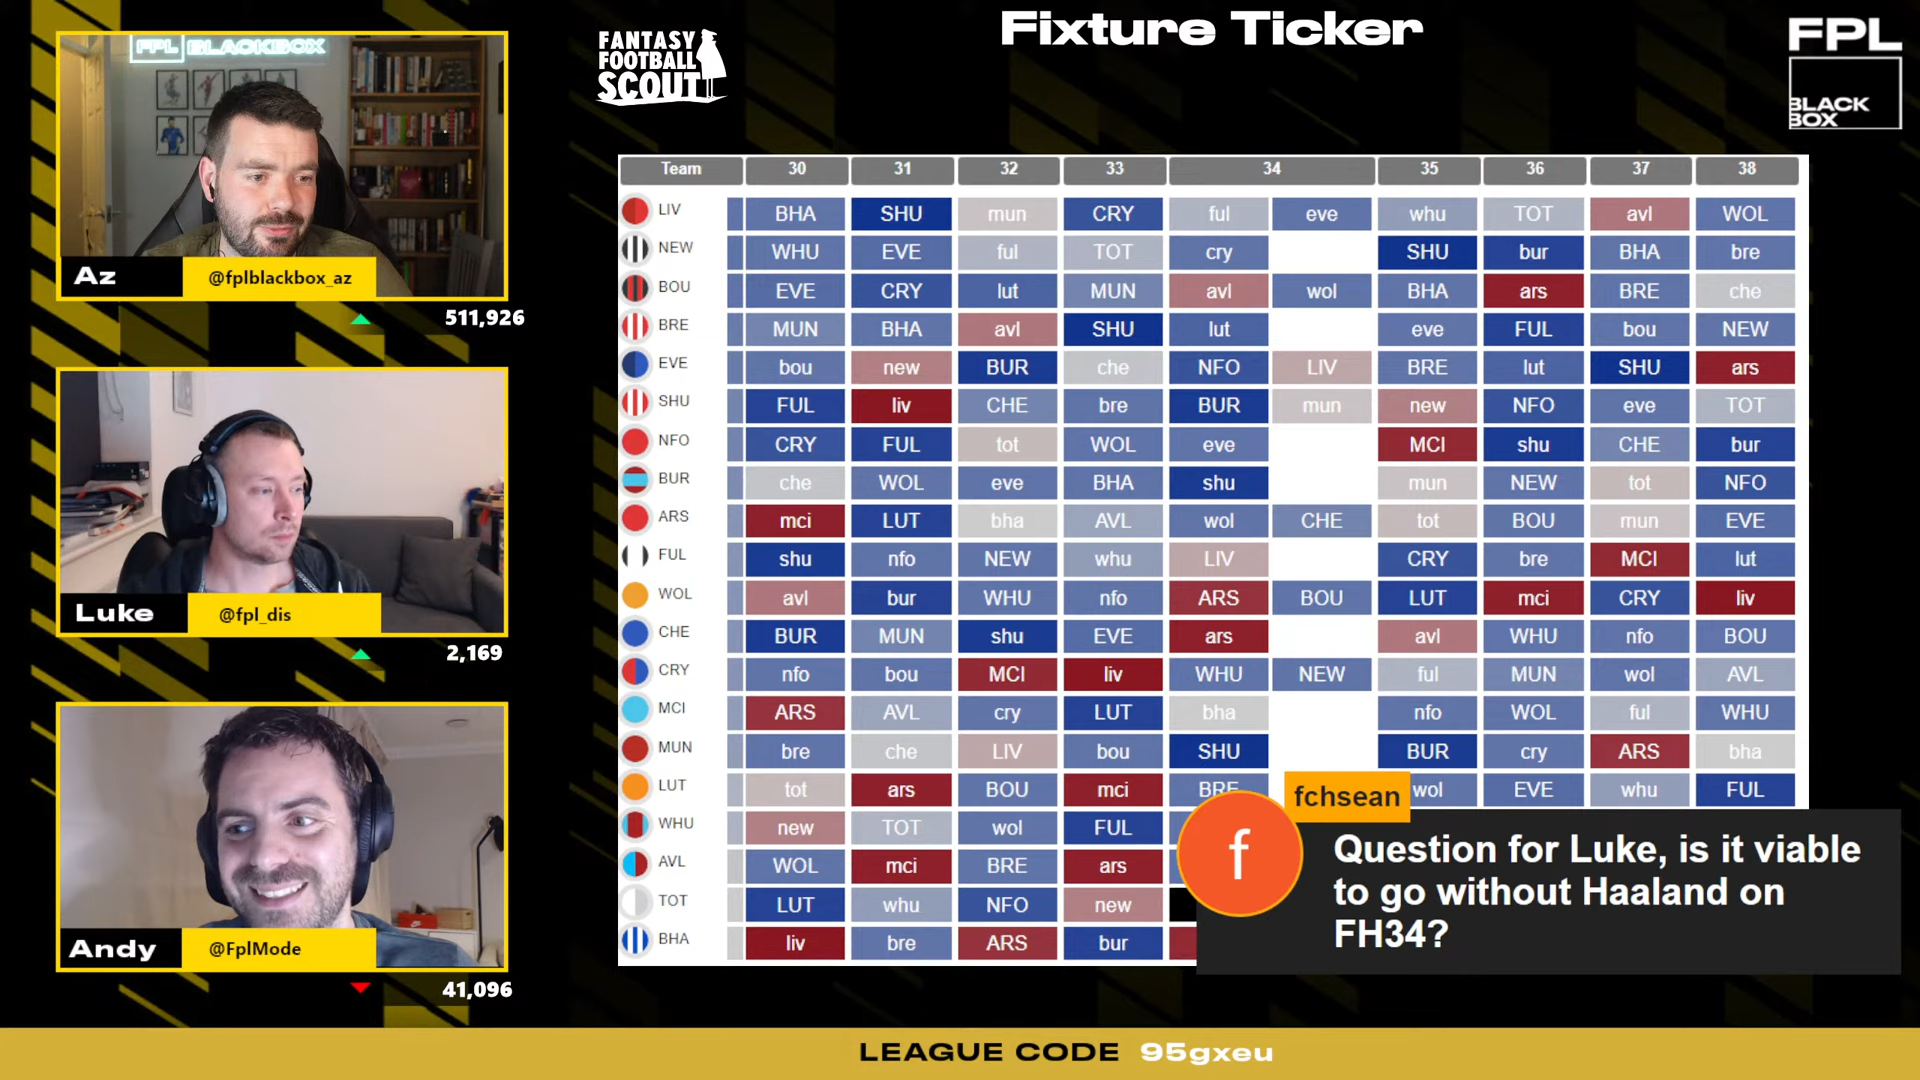 FPL BLACKBOX
Az
@fplblackbox_az
511,926
Luke
@fpl_dis
2,169
Andy
@FplMode
41,096
FANTASY
FOOTBALL
SCOUT
Fixture Ticker
FPL
BLACK
BOX
Team 30 31 32 33 34 35 36 37 38
LIV BHA SHU mun CRY ful eve whu TOT avl WOL
NEW WHU EVE ful TOT cry SHU bur BHA bre
BOU EVE CRY lut MUN avl wol BHA ars BRE che
BRE MUN BHA avl SHU lut eve FUL bou NEW
EVE bou new BUR che NFO LIV BRE lut SHU ars
SHU FUL liv CHE bre BUR mun new NFO eve TOT
NFO CRY FUL tot WOL eve MCI shu CHE bur
BUR che WOL eve BHA shu mun NEW tot NFO
ARS mci LUT bha AVL wol CHE tot BOU mun EVE
FUL shu nfo NEW whu LIV CRY bre MCI lut
WOL avl bur WHU nfo ARS BOU LUT mci CRY liv
CHE BUR MUN shu EVE ars avl WHU nfo BOU
CRY nfo bou MCI liv WHU NEW ful MUN wol AVL
MCI ARS AVL cry LUT bha nfo WOL ful WHU
MUN bre che LIV bou SHU BUR cry ARS bha
LUT tot ars BOU mci BRE wol EVE whu FUL
WHU new TOT wol FUL
AVL WOL mci BRE ars
TOT LUT whu NFO new
BHA liv bre ARS bur
fchsean
f
Question for Luke, is it viable
to go without Haaland on
FH34?
LEAGUE CODE 95gxeu